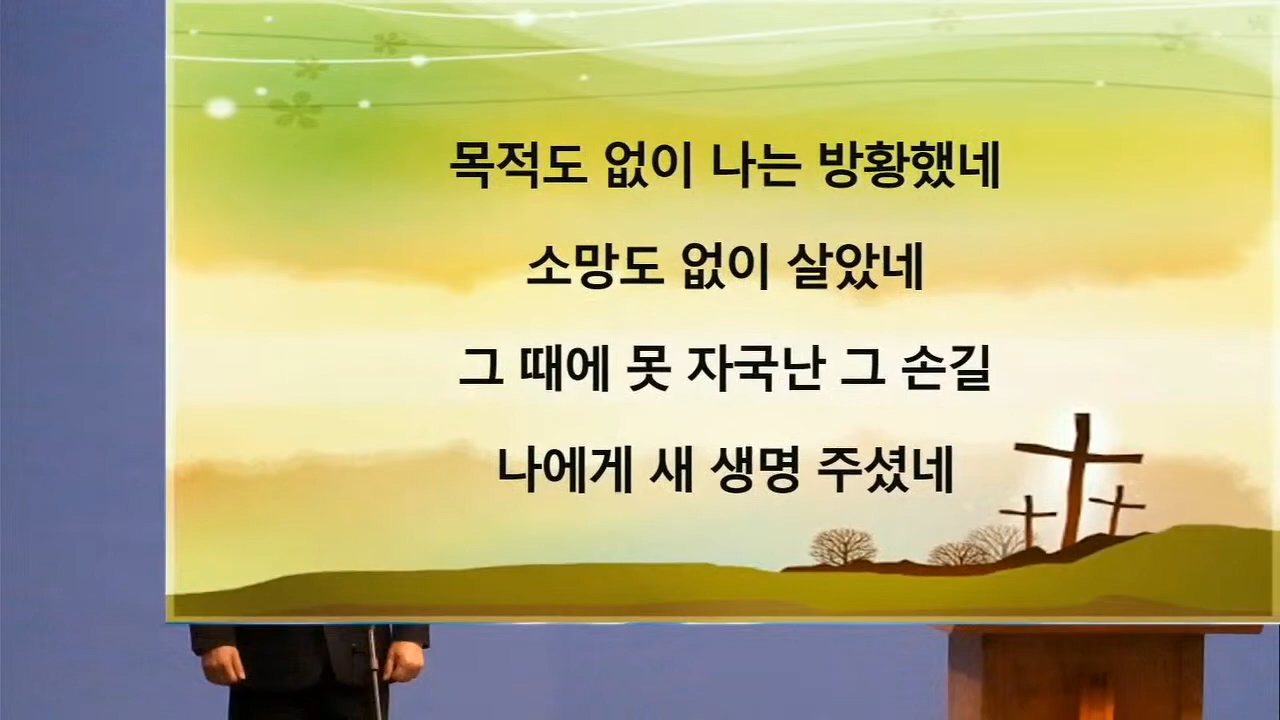 목적도 없이 나는 방황했네
소망도 없이 살았네
그 때에 못 자국난 그 손길
나에게 새 생명 주셨네